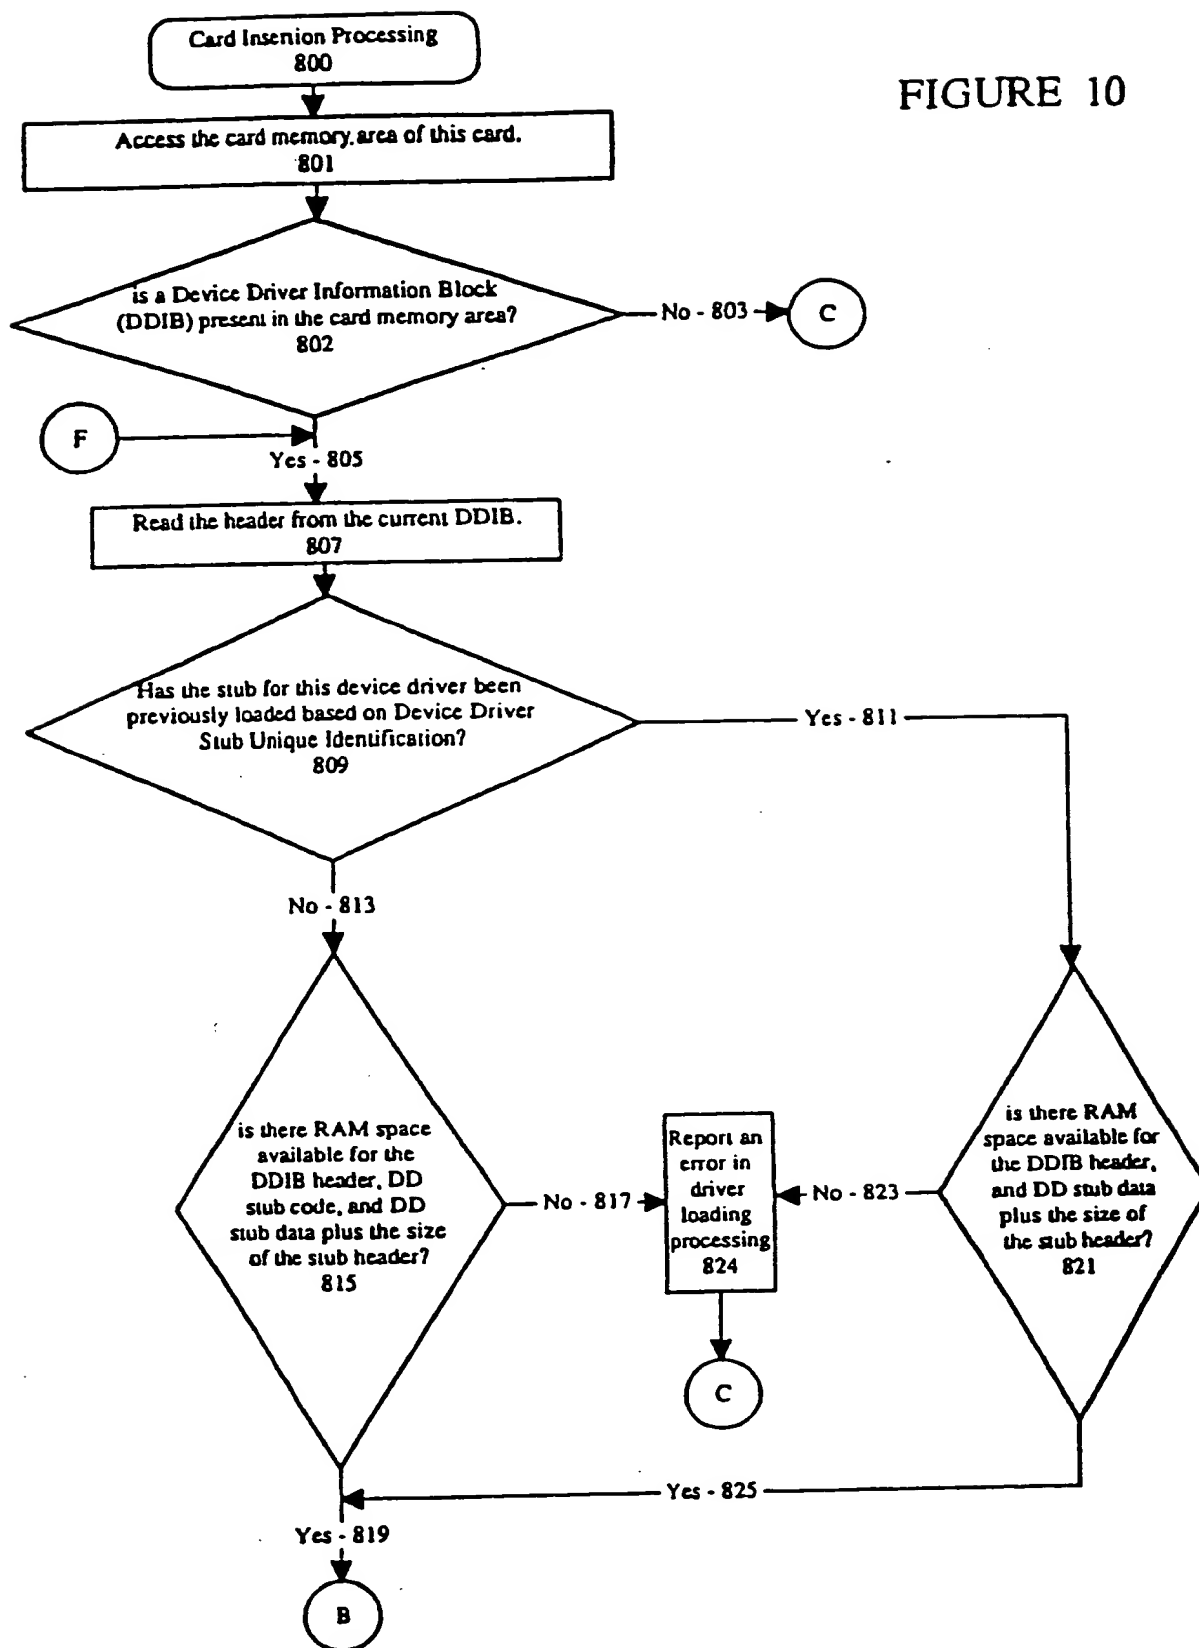 Card Insertion Processing
800
FIGURE 10
Access the card memory area of this card.
801
is a Device Driver Information Block
(DDIB) present in the card memory area?
802
No - 803
C
F
Yes - 805
Read the header from the current DDIB.
807
Has the stub for this device driver been
previously loaded based on Device Driver
Stub Unique Identification?
809
Yes - 811
No - 813
is there RAM space
available for the
DDIB header, DD
stub code, and DD
stub data plus the size
of the stub header?
815
No - 817
Report an
error in
driver
loading
processing
824
No - 823
is there RAM
space available for
the DDIB header,
and DD stub data
plus the size of
the stub header?
821
C
Yes - 825
Yes - 819
B